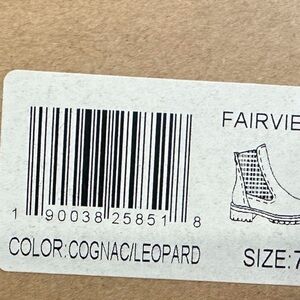 FAIRVIE
1 90038 25851 8
COLOR:COGNAC/LEOPARD
SIZE:7